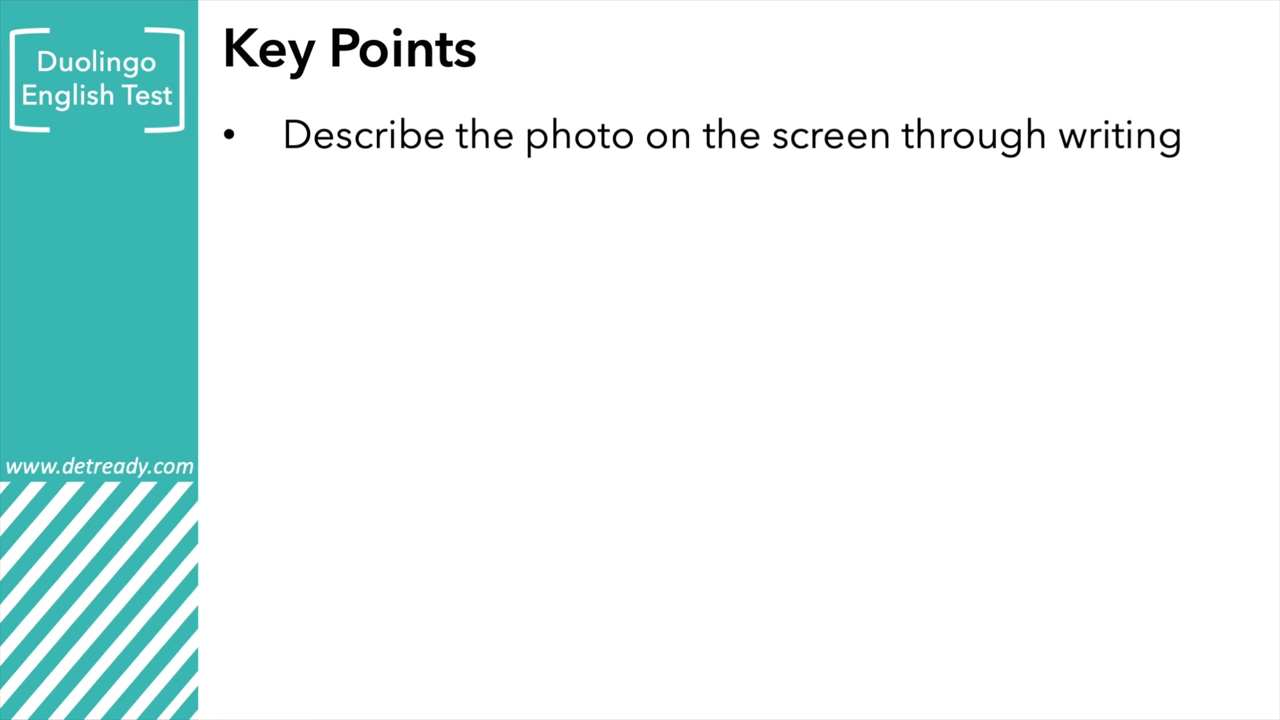 Duolingo
English Test
Key Points
• Describe the photo on the screen through writing
www.detready.com